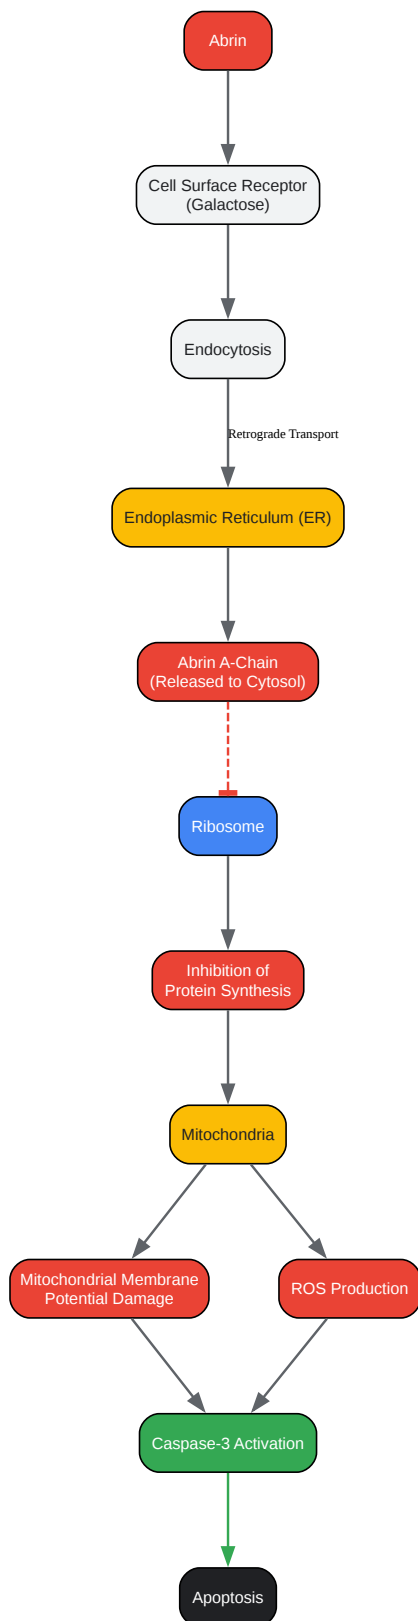 Abrin
Cell Surface Receptor
(Galactose)
Endocytosis
Retrograde Transport
Endoplasmic Reticulum (ER)
Abrin A-Chain
(Released to Cytosol)
Ribosome
Inhibition of
Protein Synthesis
Mitochondria
Mitochondrial Membrane
Potential Damage
ROS Production
Caspase-3 Activation
Apoptosis